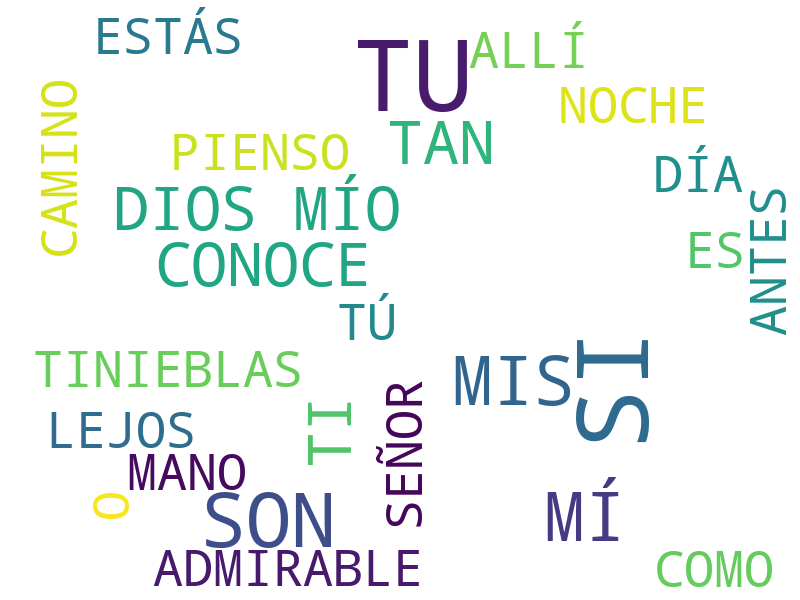 ESTÁS
TU
ALLÍ
CAMINO
NOCHE
PIENSO
TAN
DÍA
DIOS MÍO
ANTES
CONOCE
ES
TÚ
TINIEBLAS
MIS
SI
LEJOS
TI
SEÑOR
MANO
O
SON
MÍ
ADMIRABLE
COMO